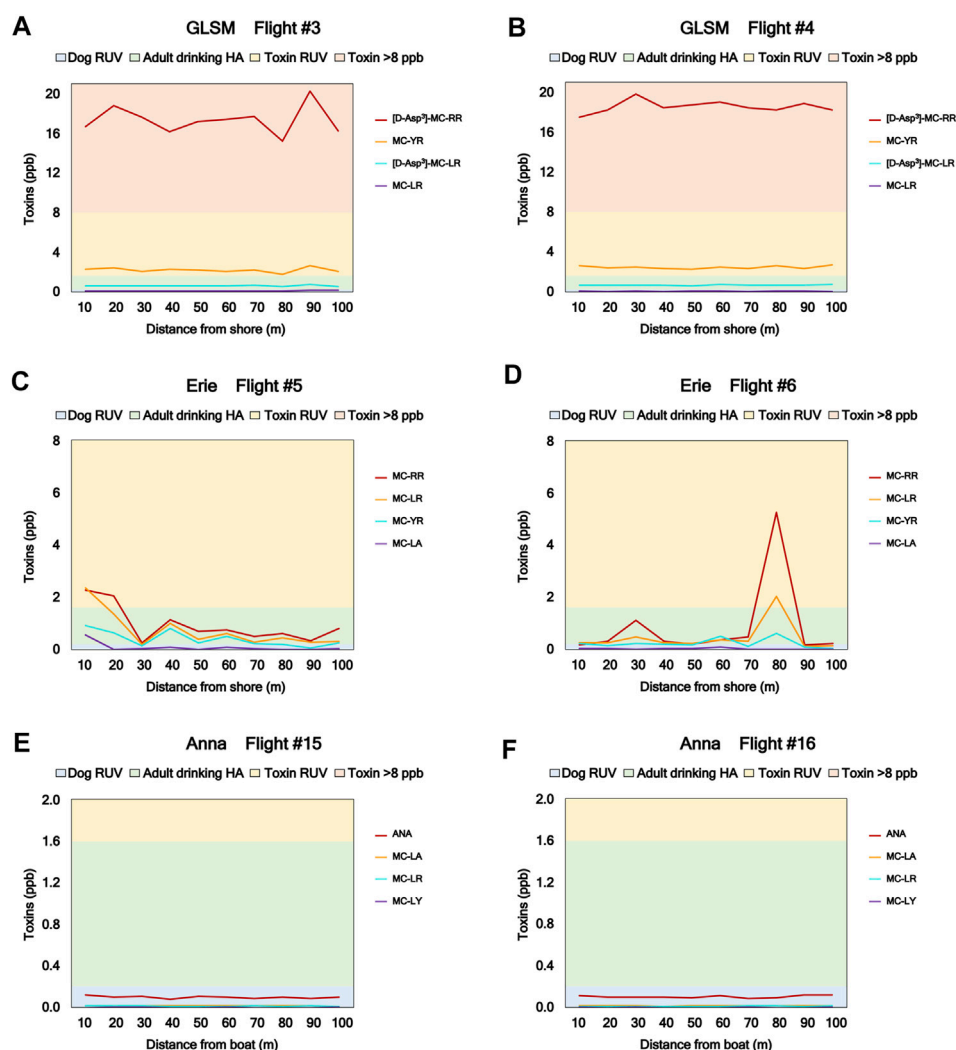 A
GLSM Flight #3
Dog RUV Adult drinking HA Toxin RUV Toxin >8 ppb
Toxins (ppb)
20
16
12
8
4
0
10 20 30 40 50 60 70 80 90 100
Distance from shore (m)
[D-Asp³]-MC-RR
MC-YR
[D-Asp³]-MC-LR
MC-LR
B
GLSM Flight #4
Dog RUV Adult drinking HA Toxin RUV Toxin >8 ppb
Toxins (ppb)
20
16
12
8
4
0
10 20 30 40 50 60 70 80 90 100
Distance from shore (m)
[D-Asp³]-MC-RR
MC-YR
[D-Asp³]-MC-LR
MC-LR
C
Erie Flight #5
Dog RUV Adult drinking HA Toxin RUV Toxin >8 ppb
Toxins (ppb)
8
6
4
2
0
10 20 30 40 50 60 70 80 90 100
Distance from shore (m)
MC-RR
MC-LR
MC-YR
MC-LA
D
Erie Flight #6
Dog RUV Adult drinking HA Toxin RUV Toxin >8 ppb
Toxins (ppb)
8
6
4
2
0
10 20 30 40 50 60 70 80 90 100
Distance from shore (m)
MC-RR
MC-LR
MC-YR
MC-LA
E
Anna Flight #15
Dog RUV Adult drinking HA Toxin RUV Toxin >8 ppb
Toxins (ppb)
2.0
1.6
1.2
0.8
0.4
0.0
10 20 30 40 50 60 70 80 90 100
Distance from boat (m)
ANA
MC-LA
MC-LR
MC-LY
F
Anna Flight #16
Dog RUV Adult drinking HA Toxin RUV Toxin >8 ppb
Toxins (ppb)
2.0
1.6
1.2
0.8
0.4
0.0
10 20 30 40 50 60 70 80 90 100
Distance from boat (m)
ANA
MC-LA
MC-LR
MC-LY